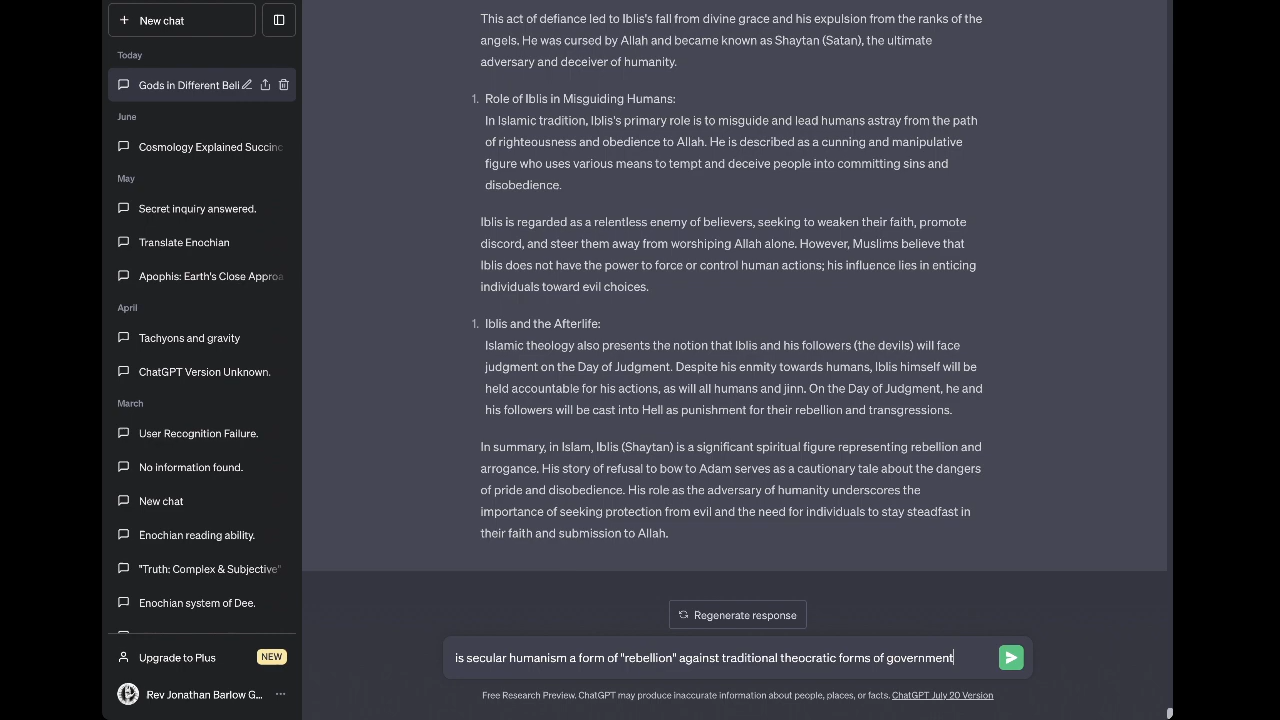 New chat
Today
Gods in Different Beli
June
Cosmology Explained Succinc
May
Secret inquiry answered.
Translate Enochian
Apophis: Earth's Close Approa
April
Tachyons and gravity
ChatGPT Version Unknown.
March
User Recognition Failure.
No information found.
New chat
Enochian reading ability.
"Truth: Complex & Subjective"
Enochian system of Dee.
Upgrade to Plus NEW
Rev Jonathan Barlow G... ...
This act of defiance led to Iblis's fall from divine grace and his expulsion from the ranks of the
angels. He was cursed by Allah and became known as Shaytan (Satan), the ultimate
adversary and deceiver of humanity.
1. Role of Iblis in Misguiding Humans:
In Islamic tradition, Iblis's primary role is to misguide and lead humans astray from the path
of righteousness and obedience to Allah. He is described as a cunning and manipulative
figure who uses various means to tempt and deceive people into committing sins and
disobedience.
Iblis is regarded as a relentless enemy of believers, seeking to weaken their faith, promote
discord, and steer them away from worshiping Allah alone. However, Muslims believe that
Iblis does not have the power to force or control human actions; his influence lies in enticing
individuals toward evil choices.
1. Iblis and the Afterlife:
Islamic theology also presents the notion that Iblis and his followers (the devils) will face
judgment on the Day of Judgment. Despite his enmity towards humans, Iblis himself will be
held accountable for his actions, as will all humans and jinn. On the Day of Judgment, he and
his followers will be cast into Hell as punishment for their rebellion and transgressions.
In summary, in Islam, Iblis (Shaytan) is a significant spiritual figure representing rebellion and
arrogance. His story of refusal to bow to Adam serves as a cautionary tale about the dangers
of pride and disobedience. His role as the adversary of humanity underscores the
importance of seeking protection from evil and the need for individuals to stay steadfast in
their faith and submission to Allah.
Regenerate response
is secular humanism a form of "rebellion" against traditional theocratic forms of government
Free Research Preview. ChatGPT may produce inaccurate information about people, places, or facts. ChatGPT July 20 Version